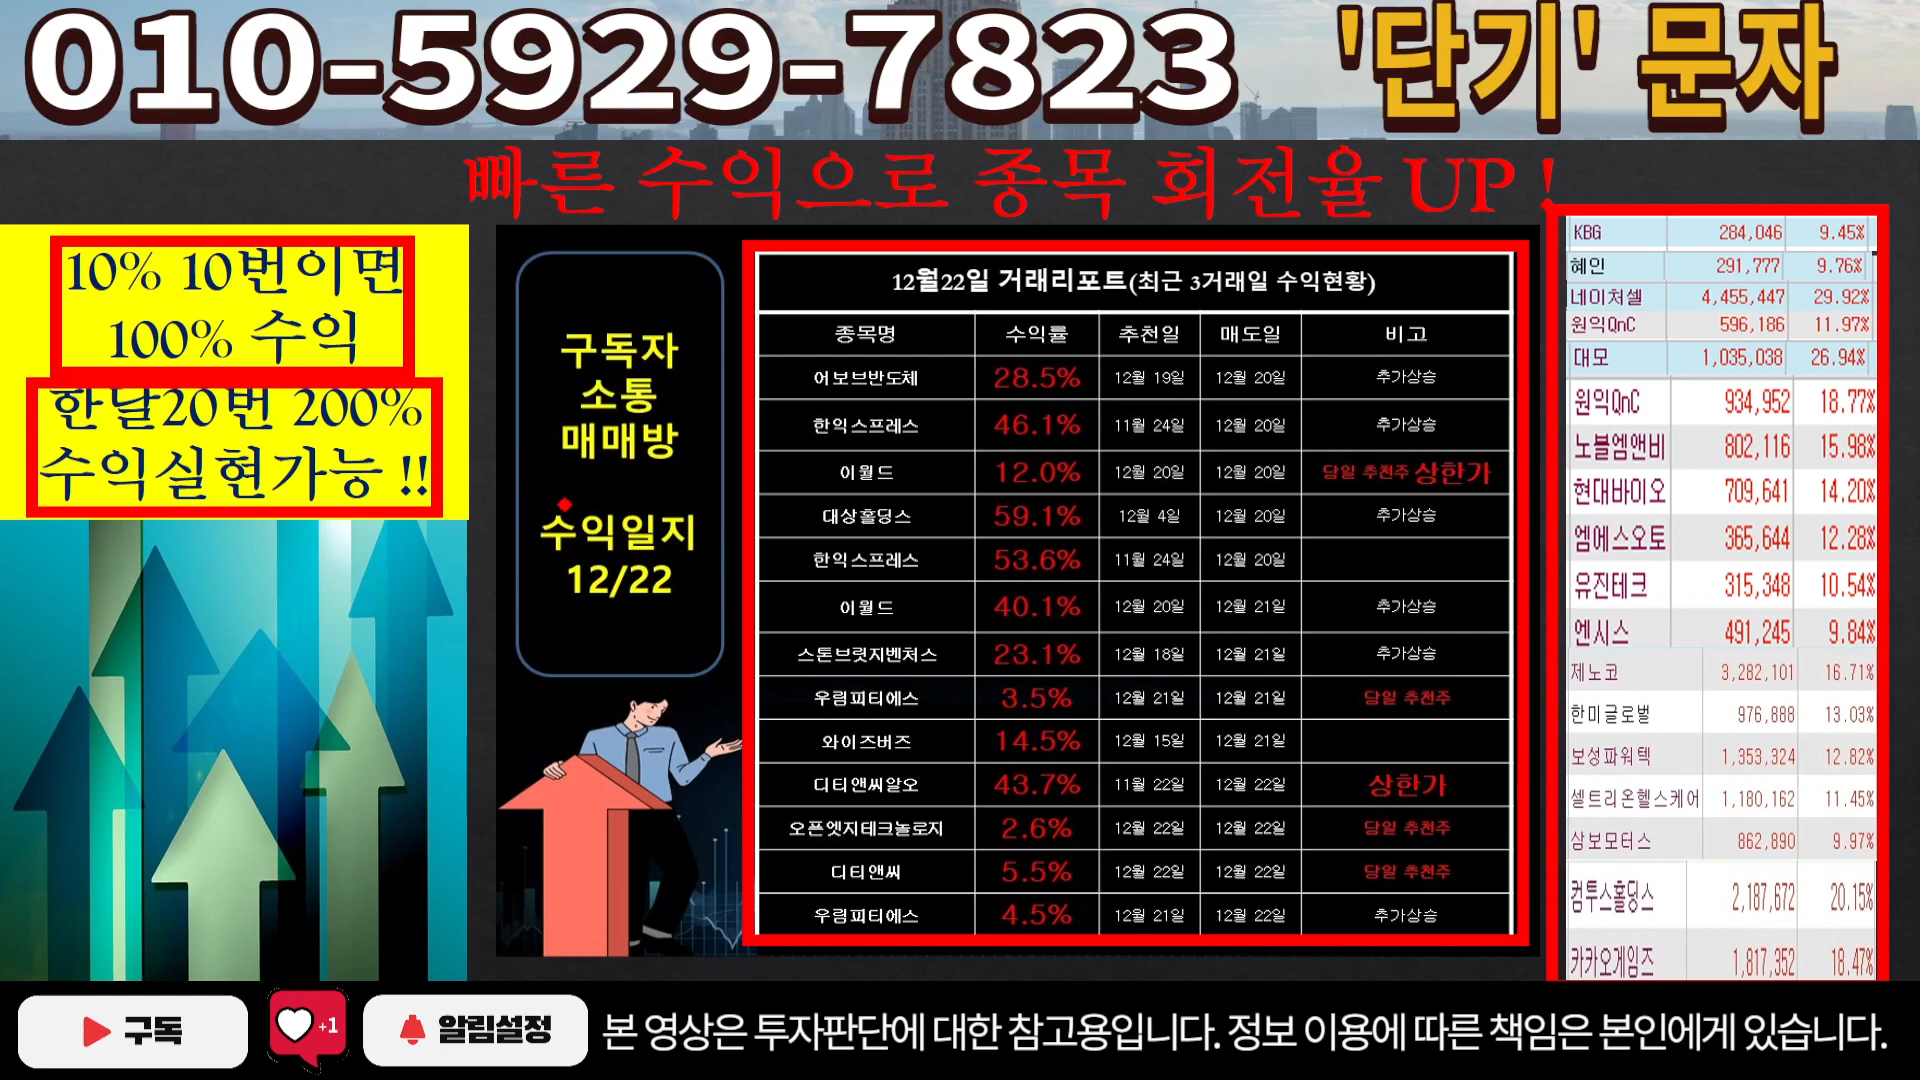 010-5929-7823 '단기' 문자
빠른 수익으로 종목 회전율 UP !
10% 10번이면
100% 수익
한달20번 200%
수익실현가능 !!
구독자
소통
매매방
수익일지
12/22
12월22일 거래리포트(최근 3거래일 수익현황)
종목명 수익률 추천일 매도일 비고
어보브반도체 28.5% 12월 19일 12월 20일 추가상승
한익스프레스 46.1% 11월 24일 12월 20일 추가상승
이월드 12.0% 12월 20일 12월 20일 당일 추천주 상한가
대상홀딩스 59.1% 12월 4일 12월 20일 추가상승
한익스프레스 53.6% 11월 24일 12월 20일
이월드 40.1% 12월 20일 12월 21일 추가상승
스톤브릿지벤처스 23.1% 12월 18일 12월 21일 추가상승
우림피티에스 3.5% 12월 21일 12월 21일 당일 추천주
와이즈버즈 14.5% 12월 15일 12월 21일
디티앤씨알오 43.7% 11월 22일 12월 22일 상한가
오픈엣지테크놀로지 2.6% 12월 22일 12월 22일 당일 추천주
디티앤씨 5.5% 12월 22일 12월 22일 당일 추천주
우림피티에스 4.5% 12월 21일 12월 22일 추가상승
KBG 284,046 9.45%
혜인 291,777 9.76%
네이처셀 4,455,447 29.92%
원익QnC 596,186 11.97%
대모 1,035,038 26.94%
원익QnC 934,952 18.77%
노블엠앤비 802,116 15.98%
현대바이오 709,641 14.20%
엠에스오토 365,644 12.28%
유진테크 315,348 10.54%
엔시스 491,245 9.84%
제노코 3,282,101 16.71%
한미글로벌 976,888 13.03%
보성파워텍 1,353,324 12.82%
셀트리온헬스케어 1,180,162 11.45%
상보모터스 862,890 9.97%
컴투스홀딩스 2,187,672 20.15%
카카오게임즈 1,817,352 18.47%
구독 +1 알림설정 본 영상은 투자판단에 대한 참고용입니다. 정보 이용에 따른 책임은 본인에게 있습니다.